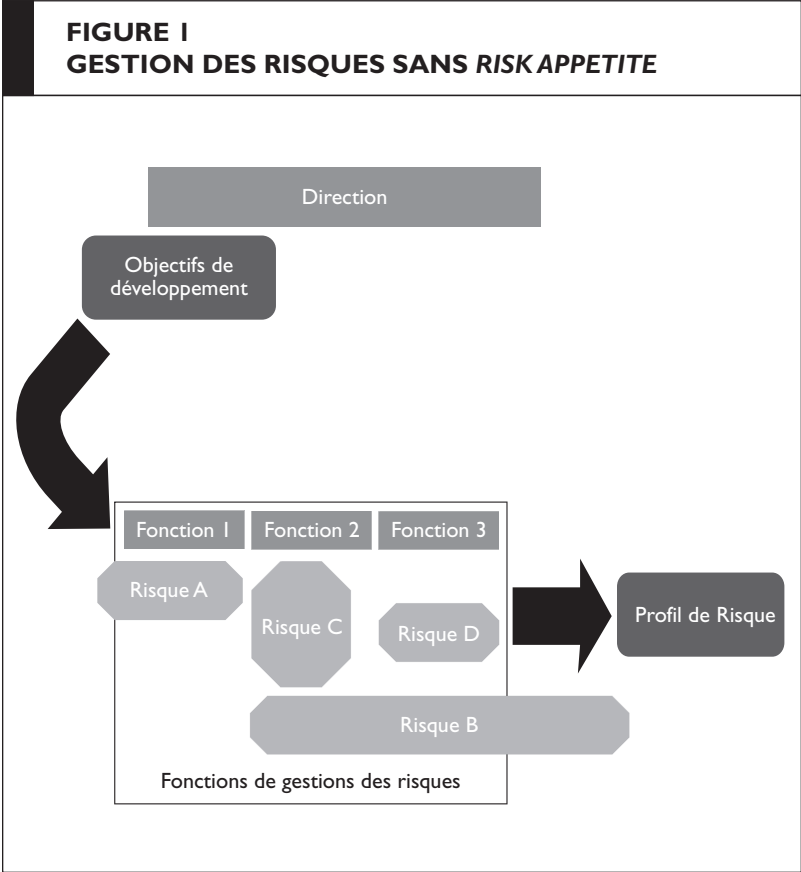 FIGURE 1
GESTION DES RISQUES SANS RISK APPETITE
Direction
Objectifs de
développement
Fonction 1
Fonction 2
Fonction 3
Risque A
Risque C
Risque D
Profil de Risque
Risque B
Fonctions de gestions des risques